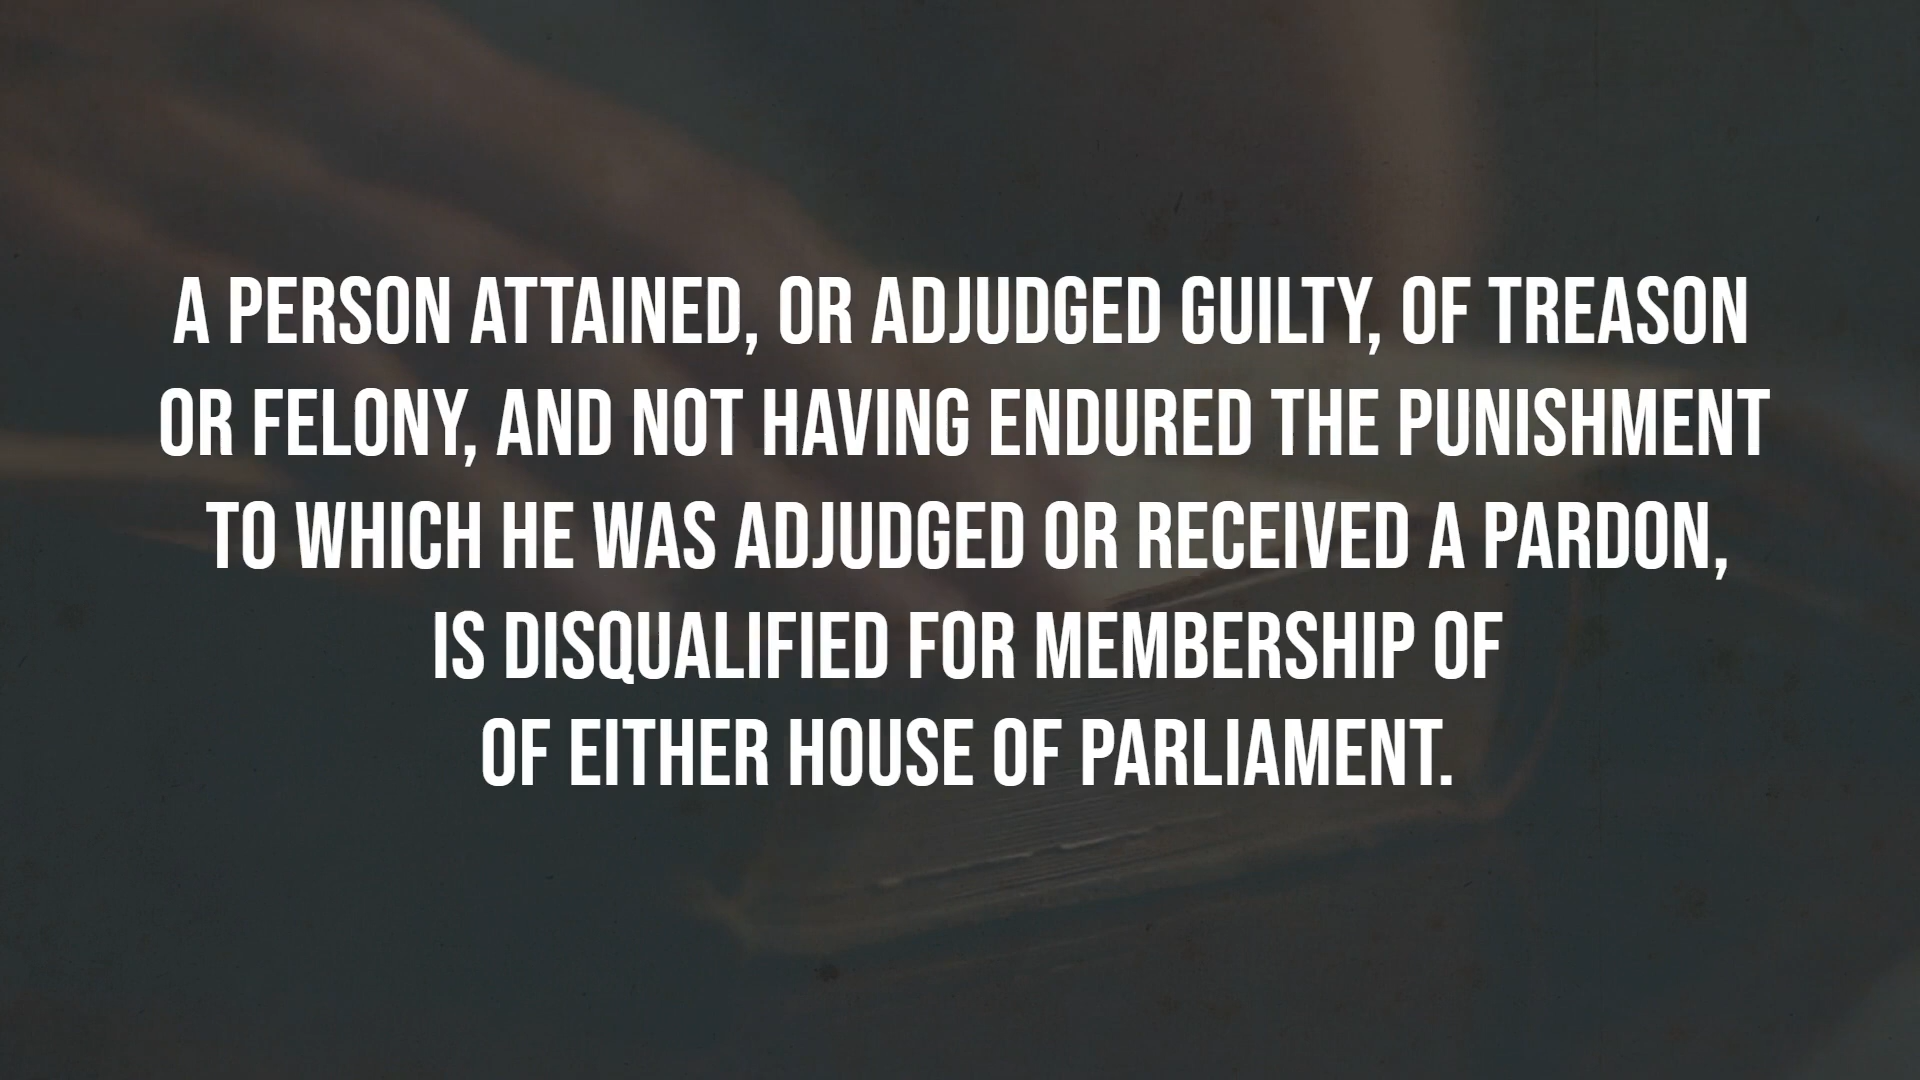 A PERSON ATTAINED, OR ADJUDGED GUILTY, OF TREASON
OR FELONY, AND NOT HAVING ENDURED THE PUNISHMENT
TO WHICH HE WAS ADJUDGED OR RECEIVED A PARDON,
IS DISQUALIFIED FOR MEMBERSHIP OF
OF EITHER HOUSE OF PARLIAMENT.